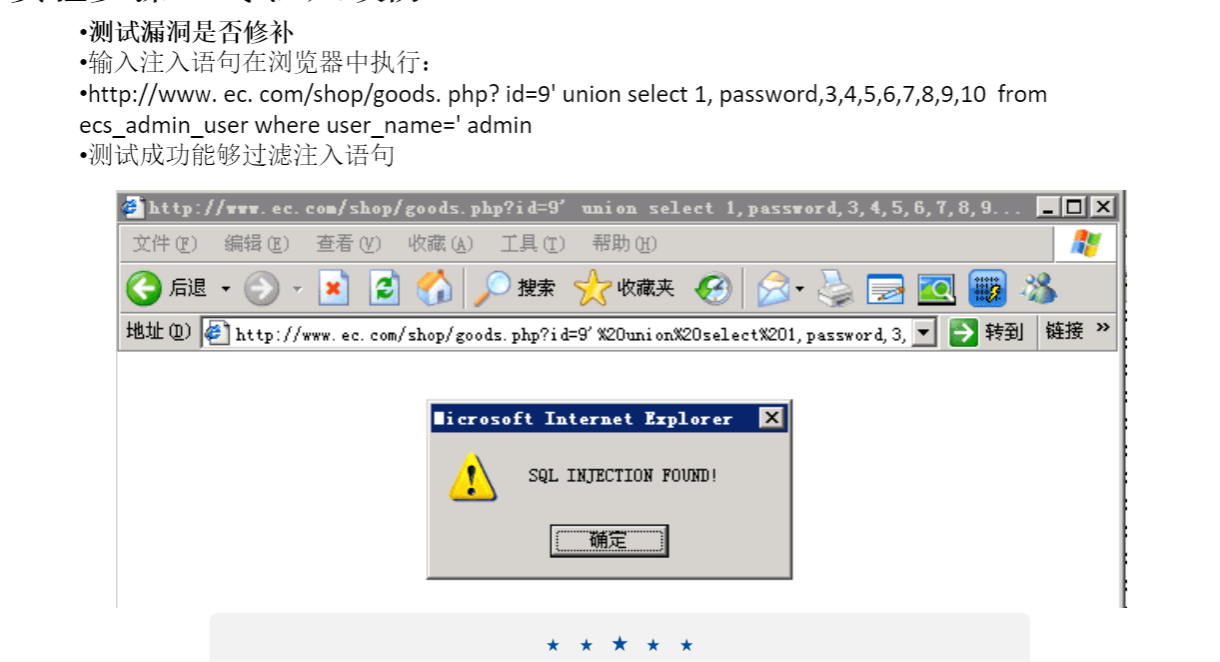 •测试漏洞是否修补
•输入注入语句在浏览器中执行：
•http://www. ec. com/shop/goods. php? id=9' union select 1, password,3,4,5,6,7,8,9,10 from
ecs_admin_user where user_name=' admin
•测试成功能够过滤注入语句
http://www.ec.com/shop/goods.php?id=9' union select 1,password,3,4,5,6,7,8,9...
文件(F) 编辑(E) 查看(V) 收藏(A) 工具(T) 帮助(H)
后退 搜索 收藏夹
地址(D) http://www.ec.com/shop/goods.php?id=9'%20union%20select%201,password,3, 转到 链接 »
Microsoft Internet Explorer
SQL INJECTION FOUND!
确定